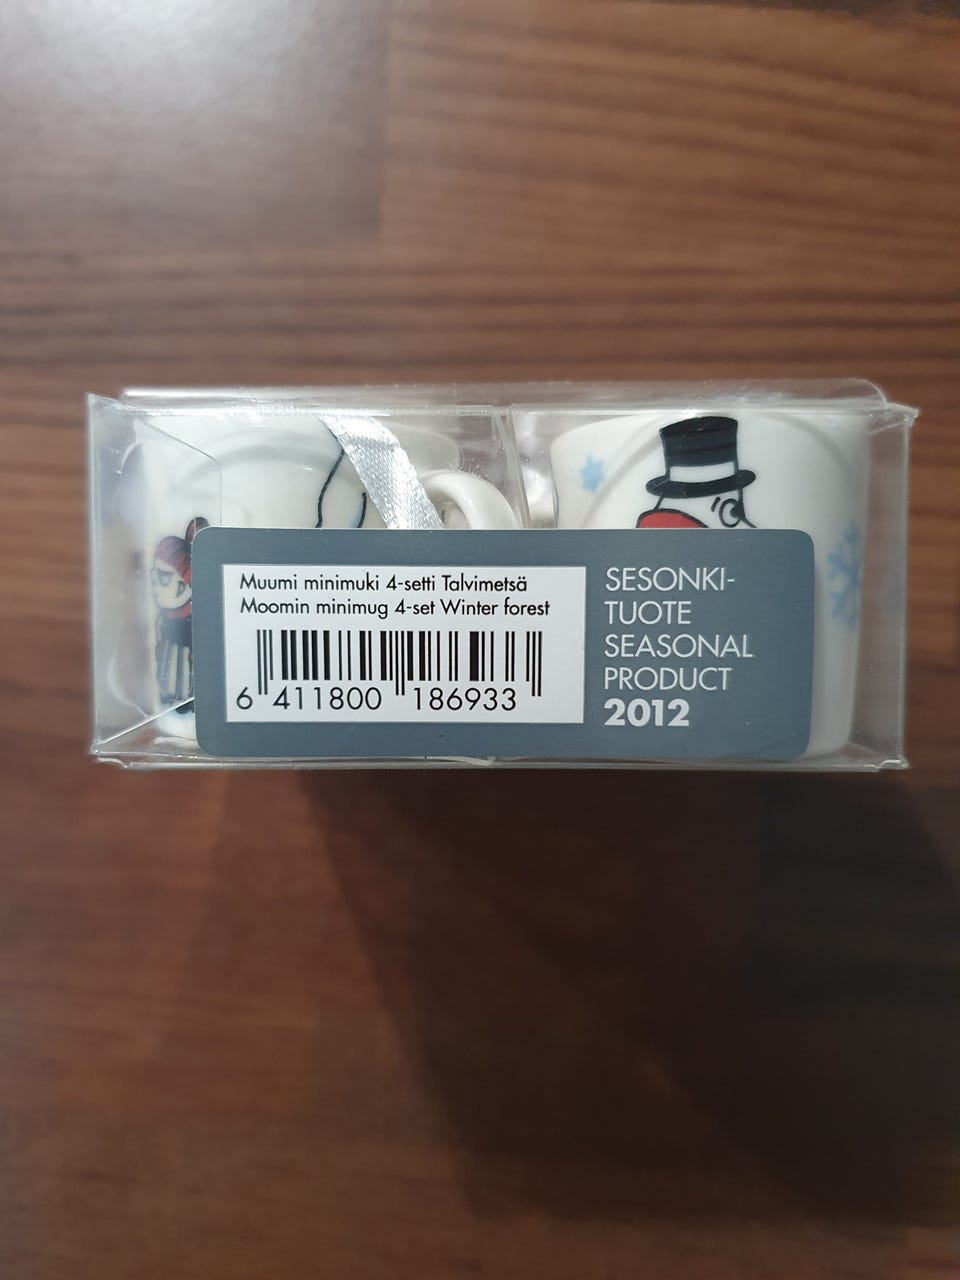 Muumi minimuki 4-setti Talvimetsä
Moomin minimug 4-set Winter forest
6 411800 186933
SESONKI-
TUOTE
SEASONAL
PRODUCT
2012